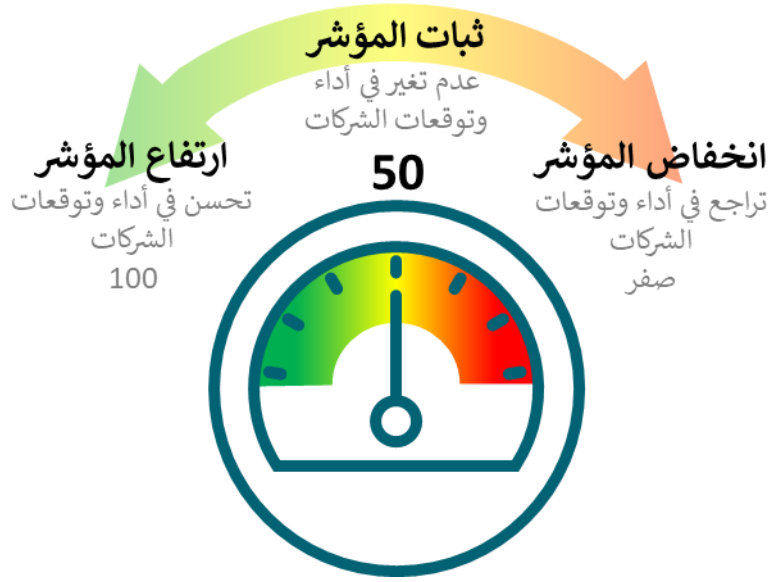 ثبات المؤشر
عدم تغير في أداء
وتوقعات الشركات
50
انخفاض المؤشر
تراجع في أداء وتوقعات
الشركات
صفر
ارتفاع المؤشر
تحسن في أداء وتوقعات
الشركات
100